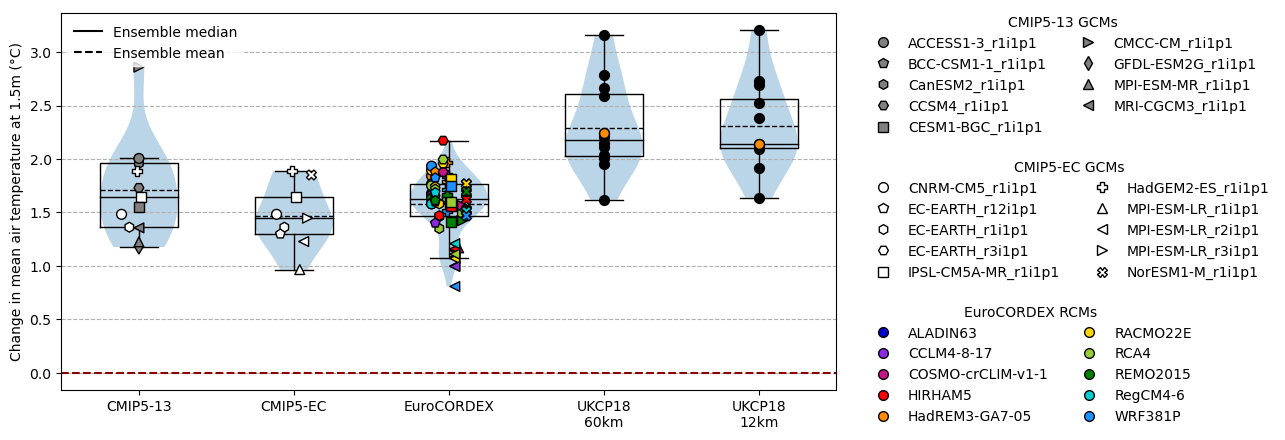 Ensemble median
Ensemble mean
Change in mean air temperature at 1.5m (°C)
3.0
2.5
2.0
1.5
1.0
0.5
0.0
CMIP5-13
CMIP5-EC
EuroCORDEX
UKCP18
60km
UKCP18
12km
CMIP5-13 GCMs
ACCESS1-3_r1i1p1
BCC-CSM1-1_r1i1p1
CanESM2_r1i1p1
CCSM4_r1i1p1
CESM1-BGC_r1i1p1
CMCC-CM_r1i1p1
GFDL-ESM2G_r1i1p1
MPI-ESM-MR_r1i1p1
MRI-CGCM3_r1i1p1
CMIP5-EC GCMs
CNRM-CM5_r1i1p1
EC-EARTH_r12i1p1
EC-EARTH_r1i1p1
EC-EARTH_r3i1p1
IPSL-CM5A-MR_r1i1p1
HadGEM2-ES_r1i1p1
MPI-ESM-LR_r1i1p1
MPI-ESM-LR_r2i1p1
MPI-ESM-LR_r3i1p1
NorESM1-M_r1i1p1
EuroCORDEX RCMs
ALADIN63
CCLM4-8-17
COSMO-crCLIM-v1-1
HIRHAM5
HadREM3-GA7-05
RACMO22E
RCA4
REMO2015
RegCM4-6
WRF381P